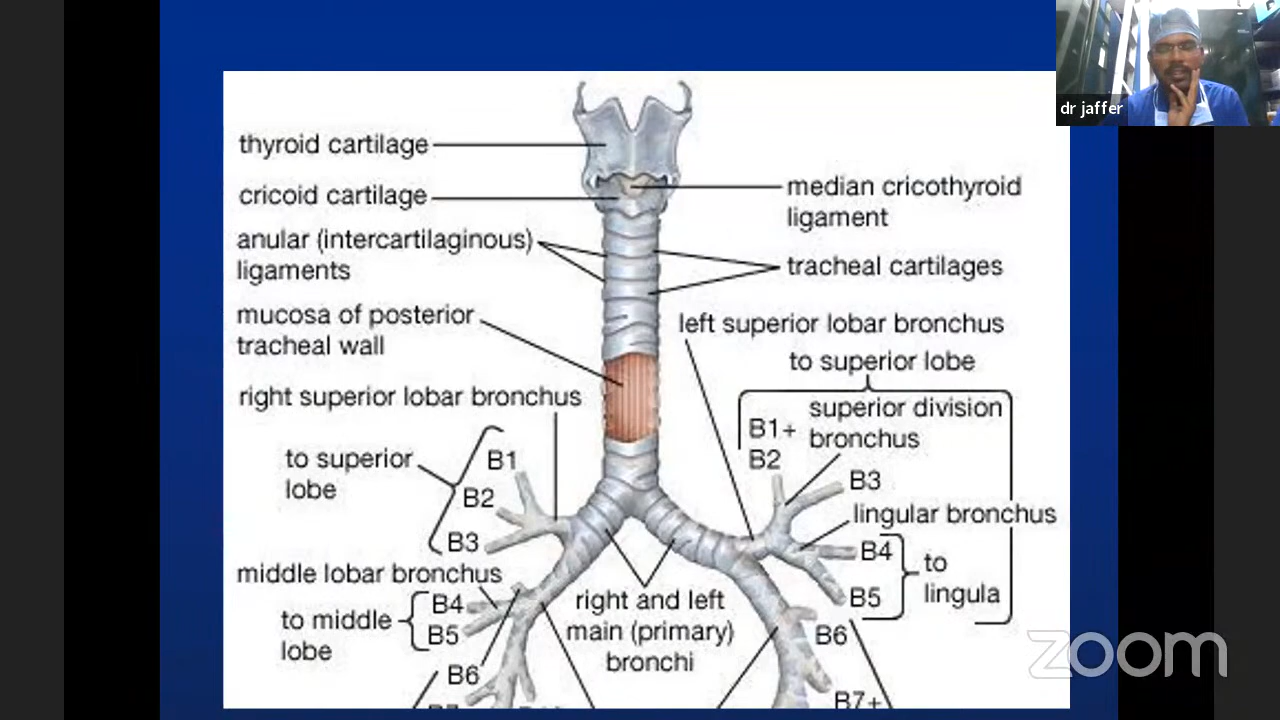 dr jaffer
thyroid cartilage
cricoid cartilage
anular (intercartilaginous)
ligaments
mucosa of posterior
tracheal wall
right superior lobar bronchus
to superior
lobe
B1
B2
B3
middle lobar bronchus
to middle
lobe
B4
B5
B6
median cricothyroid
ligament
tracheal cartilages
left superior lobar bronchus
to superior lobe
superior division
bronchus
B1+
B2
B3
lingular bronchus
B4
B5
to
lingula
right and left
main (primary)
bronchi
B6
B7+
zoom